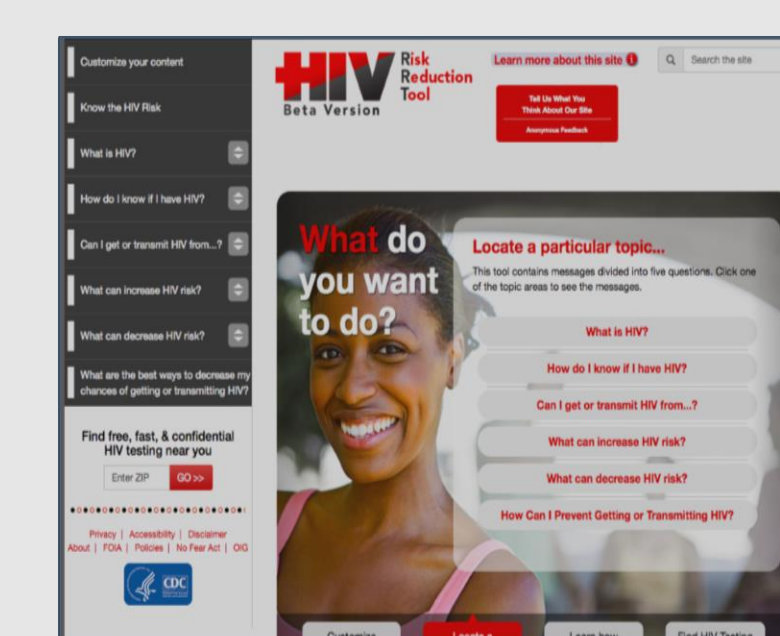 Customize your content
Know the HIV Risk
What is HIV?
How do I know if I have HIV?
Can I get or transmit HIV from...?
What can increase HIV risk?
What can decrease HIV risk?
What are the best ways to decrease my
chances of getting or transmitting HIV?
Find free, fast, & confidential
HIV testing near you
Enter ZIP
GO >>
Privacy | Accessibility | Disclaimer
About | FOIA | Policies | No Fear Act | OIG
CDC
HIV
Risk
Reduction
Tool
Beta Version
Learn more about this site
Search the site
Tell Us What You
Think About Our Site
Anonymous Feedback
What do
you want
to do?
Locate a particular topic...
This tool contains messages divided into five questions. Click one
of the topic areas to see the messages.
What is HIV?
How do I know if I have HIV?
Can I get or transmit HIV from...?
What can increase HIV risk?
What can decrease HIV risk?
How Can I Prevent Getting or Transmitting HIV?
Customize
Locate a
Learn how
Find HIV Testing